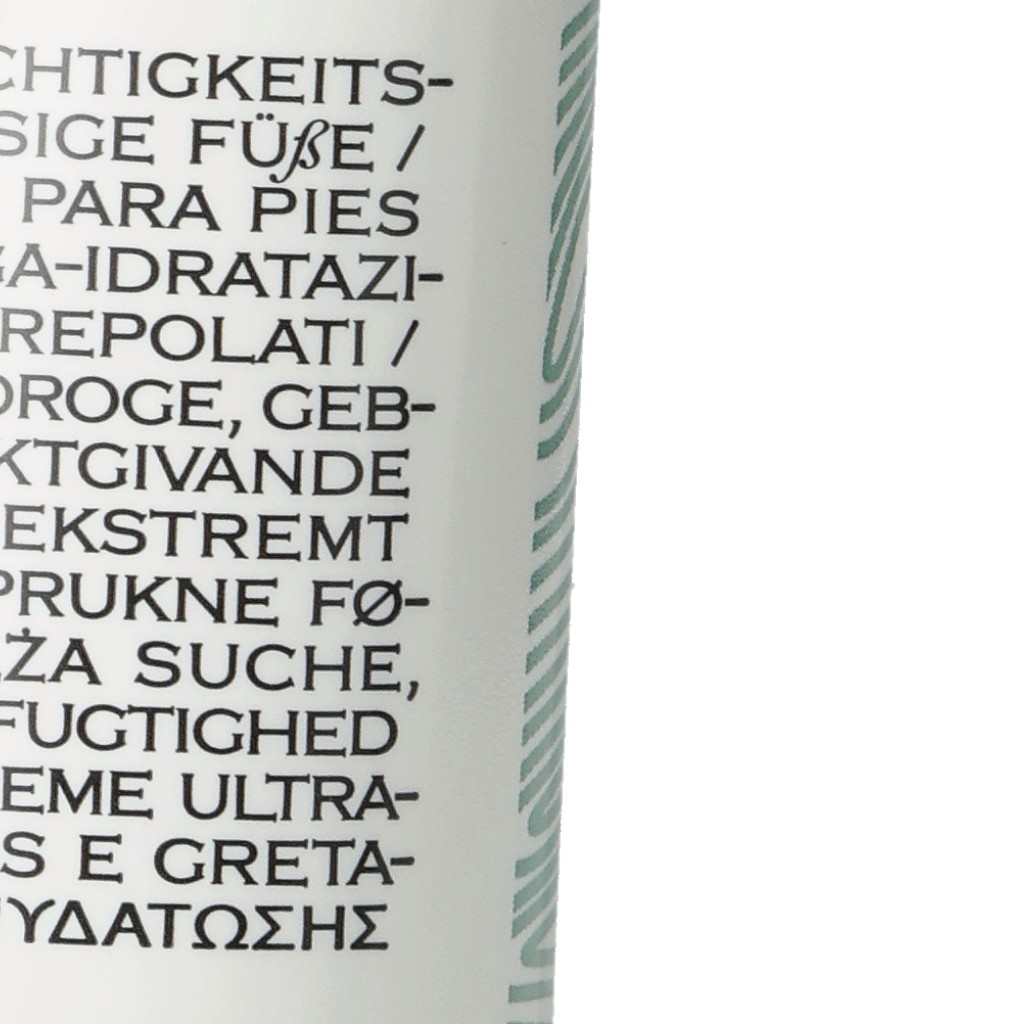 CHTIGKEITS-
SIGE FÜßE /
PARA PIES
GA-IDRATAZI-
REPOLATI /
DROGE, GEB-
KTGIVANDE
EKSTREMT
PRUKNE FØ-
ŻA SUCHE,
FUGTIGHED
EME ULTRA-
S E GRETA-
ΥΔΑΤΩΣΗΣ